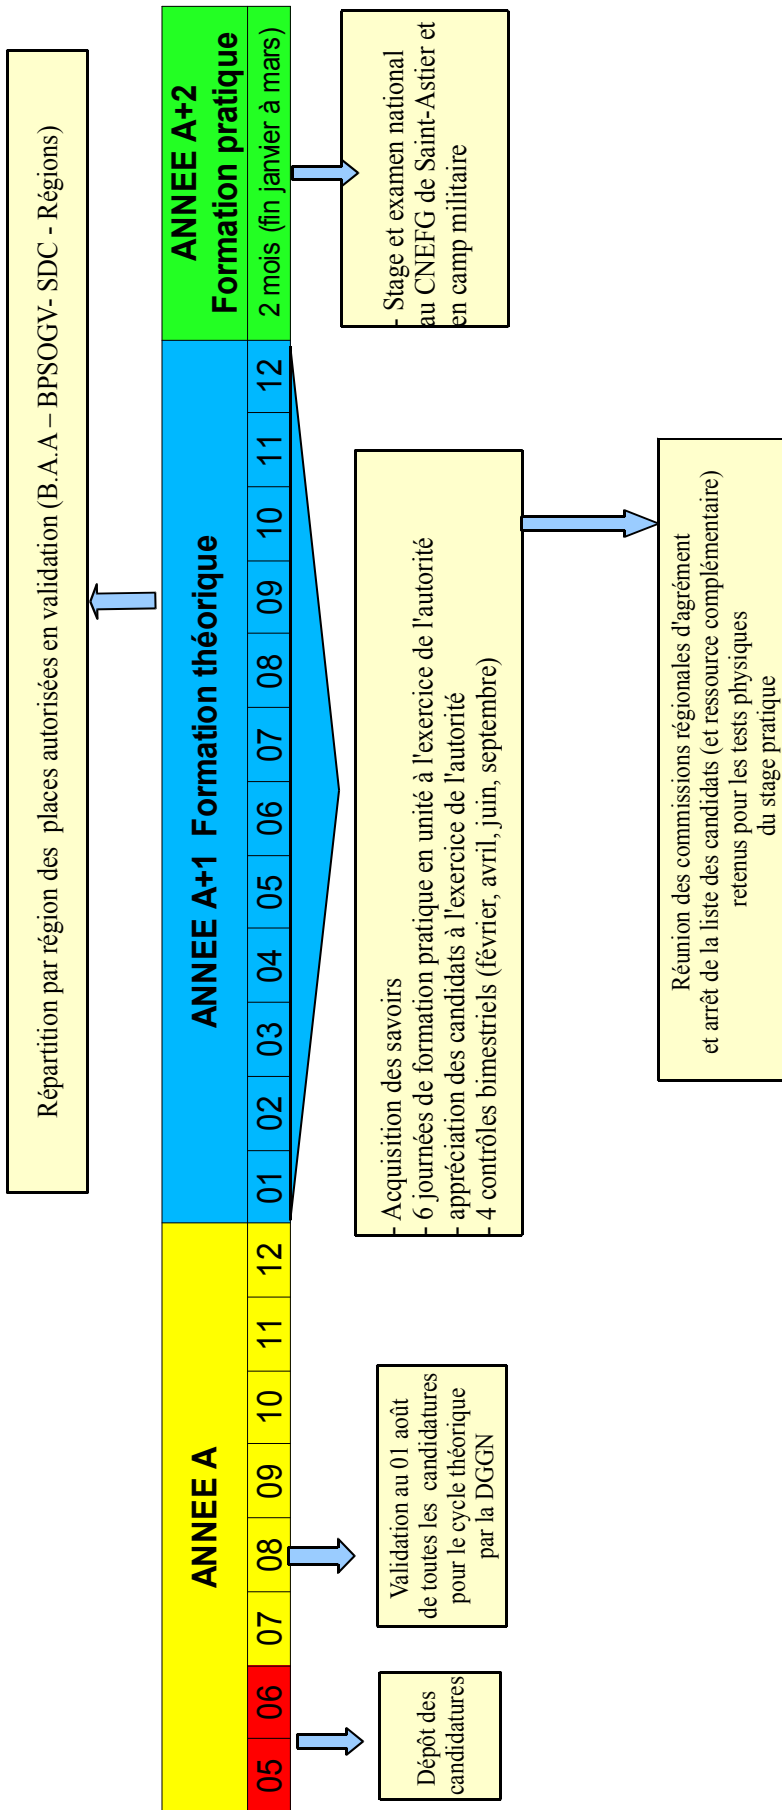 Répartition par région des  places autorisées en validation (B.A.A – BPSOGV- SDC - Régions)
ANNEE A
ANNEE A+1  Formation théorique
ANNEE A+2
Formation pratique
05 06 07 08 09 10 11 12 01 02 03 04 05 06 07 08 09 10 11 12 2 mois (fin janvier à mars)
Dépôt des
candidatures
Validation au 01 août
de toutes les  candidatures
pour le cycle théorique
par la DGGN
- Acquisition des savoirs
- 6 journées de formation pratique en unité à l'exercice de l'autorité
- appréciation des candidats à l'exercice de l'autorité
- 4 contrôles bimestriels (février, avril, juin, septembre)
- Stage et examen national
au CNEFG de Saint-Astier et
en camp militaire
Réunion des commissions régionales d'agrément
et arrêt de la liste des candidats (et ressource complémentaire)
retenus pour les tests physiques
du stage pratique